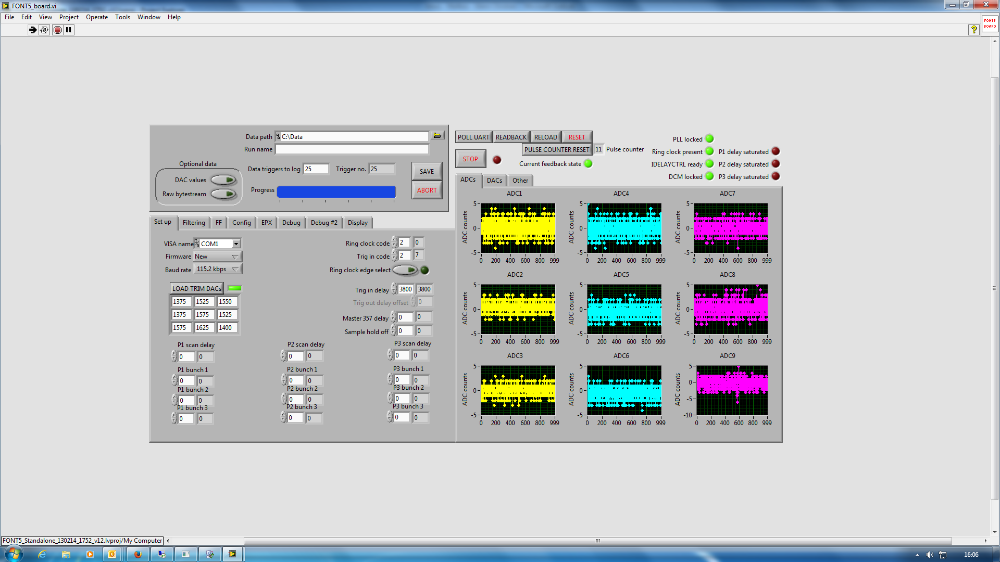 FONT5_board.vi
File Edit View Project Operate Tools Window Help
FONT5
BOARD
Data path C:\Data
Run name
Optional data
DAC values
Raw bytestream
Data triggers to log 25 Trigger no. 25
Progress
SAVE
ABORT
POLL UART READBACK RELOAD RESET
PULSE COUNTER RESET 11 Pulse counter
STOP
Current feedback state
PLL locked
Ring clock present P1 delay saturated
IDELAYCTRL ready P2 delay saturated
DCM locked P3 delay saturated
Set up Filtering FF Config EPX Debug Debug #2 Display
VISA name COM1
Firmware New
Baud rate 115.2 kbps
Ring clock code 2 0
Trig in code 2 7
Ring clock edge select
LOAD TRIM DACs
1375 1525 1550
1375 1575 1525
1575 1625 1400
Trig in delay 3800 3800
Trig out delay offset 0
Master 357 delay 0 0
Sample hold off 0 0
P1 scan delay P2 scan delay P3 scan delay
0 0 0 0 0 0
P1 bunch 1 P2 bunch 1 P3 bunch 1
0 0 0 0 0 0
P1 bunch 2 P2 bunch 2 P3 bunch 2
0 0 0 0 0 0
P1 bunch 3 P2 bunch 3 P3 bunch 3
0 0 0 0 0 0
ADCs DACs Other
ADC1 ADC4 ADC7
5 5 5
ADC counts ADC counts ADC counts
0 0 0
-5 -5 -5
0 200 400 600 800 999 0 200 400 600 800 999 0 200 400 600 800 999
ADC2 ADC5 ADC8
5 5 5
ADC counts ADC counts ADC counts
0 0 0
-5 -5 -5
0 200 400 600 800 999 0 200 400 600 800 999 0 200 400 600 800 999
ADC3 ADC6 ADC9
5 5 5
ADC counts ADC counts ADC counts
0 0 0
-5
-5 -5 -10
0 200 400 600 800 999 0 200 400 600 800 999 0 200 400 600 800 999
FONT5_Standalone_130214_1752_v12.lvproj/My Computer
16:06